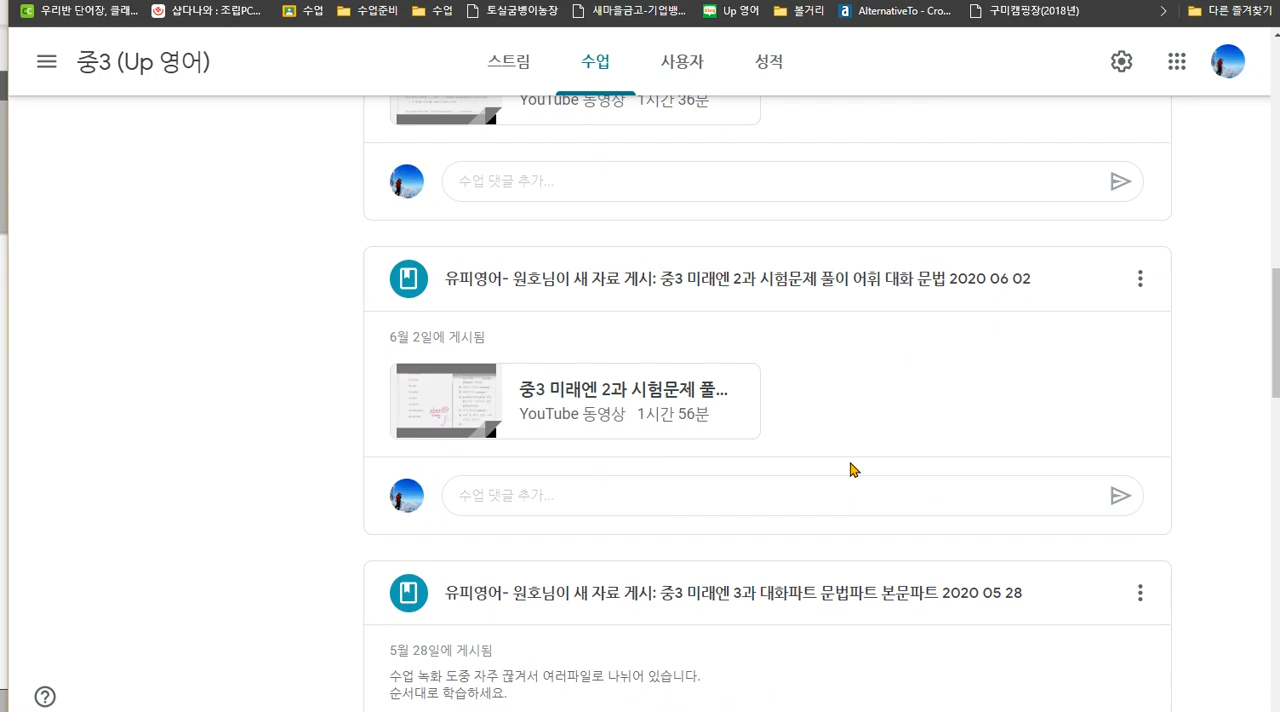 우리반 단어장, 클래... 샵다나와 : 조립PC... 수업 수업준비 수업 토실굼벵이농장 새마을금고-기업뱅... Up 영어 볼거리 AlternativeTo - Cro... 구미캠핑장(2018년) 다른 즐겨찾기
중3 (Up 영어) 스트림 수업 사용자 성적
YouTube 동영상 1시간 36분
수업 댓글 추가...
유피영어- 원호님이 새 자료 게시: 중3 미래엔 2과 시험문제 풀이 어휘 대화 문법 2020 06 02
6월 2일에 게시됨
중3 미래엔 2과 시험문제 풀...
YouTube 동영상 1시간 56분
수업 댓글 추가...
유피영어- 원호님이 새 자료 게시: 중3 미래엔 3과 대화파트 문법파트 본문파트 2020 05 28
5월 28일에 게시됨
수업 녹화 도중 자주 끊겨서 여러파일로 나뉘어 있습니다.
순서대로 학습하세요.